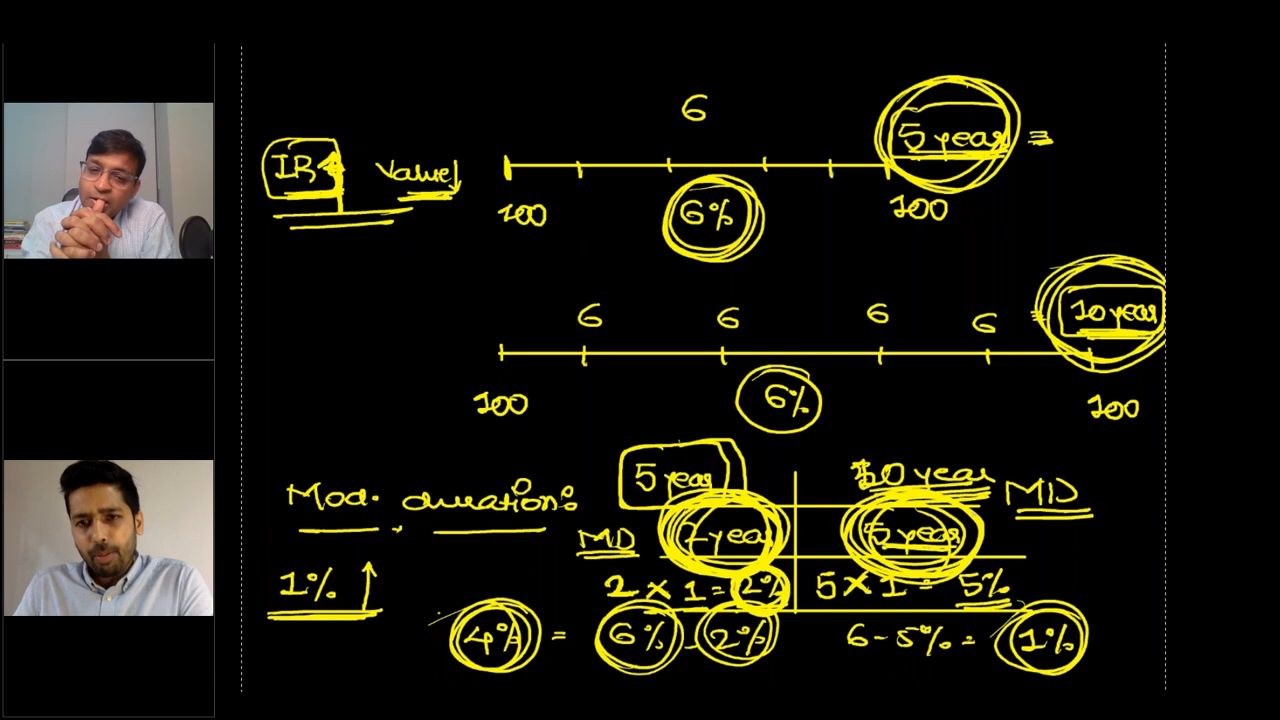 6
5 year =
IR ↑ Value ↓
100 6% 100
6 6 6 6
= 10 year
100 6% 100
5 year 10 year
Mod. durations MD
MD 2 year 5 year
1% ↑ 2 x 1 = 2% 5 x 1 = 5%
4% = 6% - 2% 6 - 5% = 1%